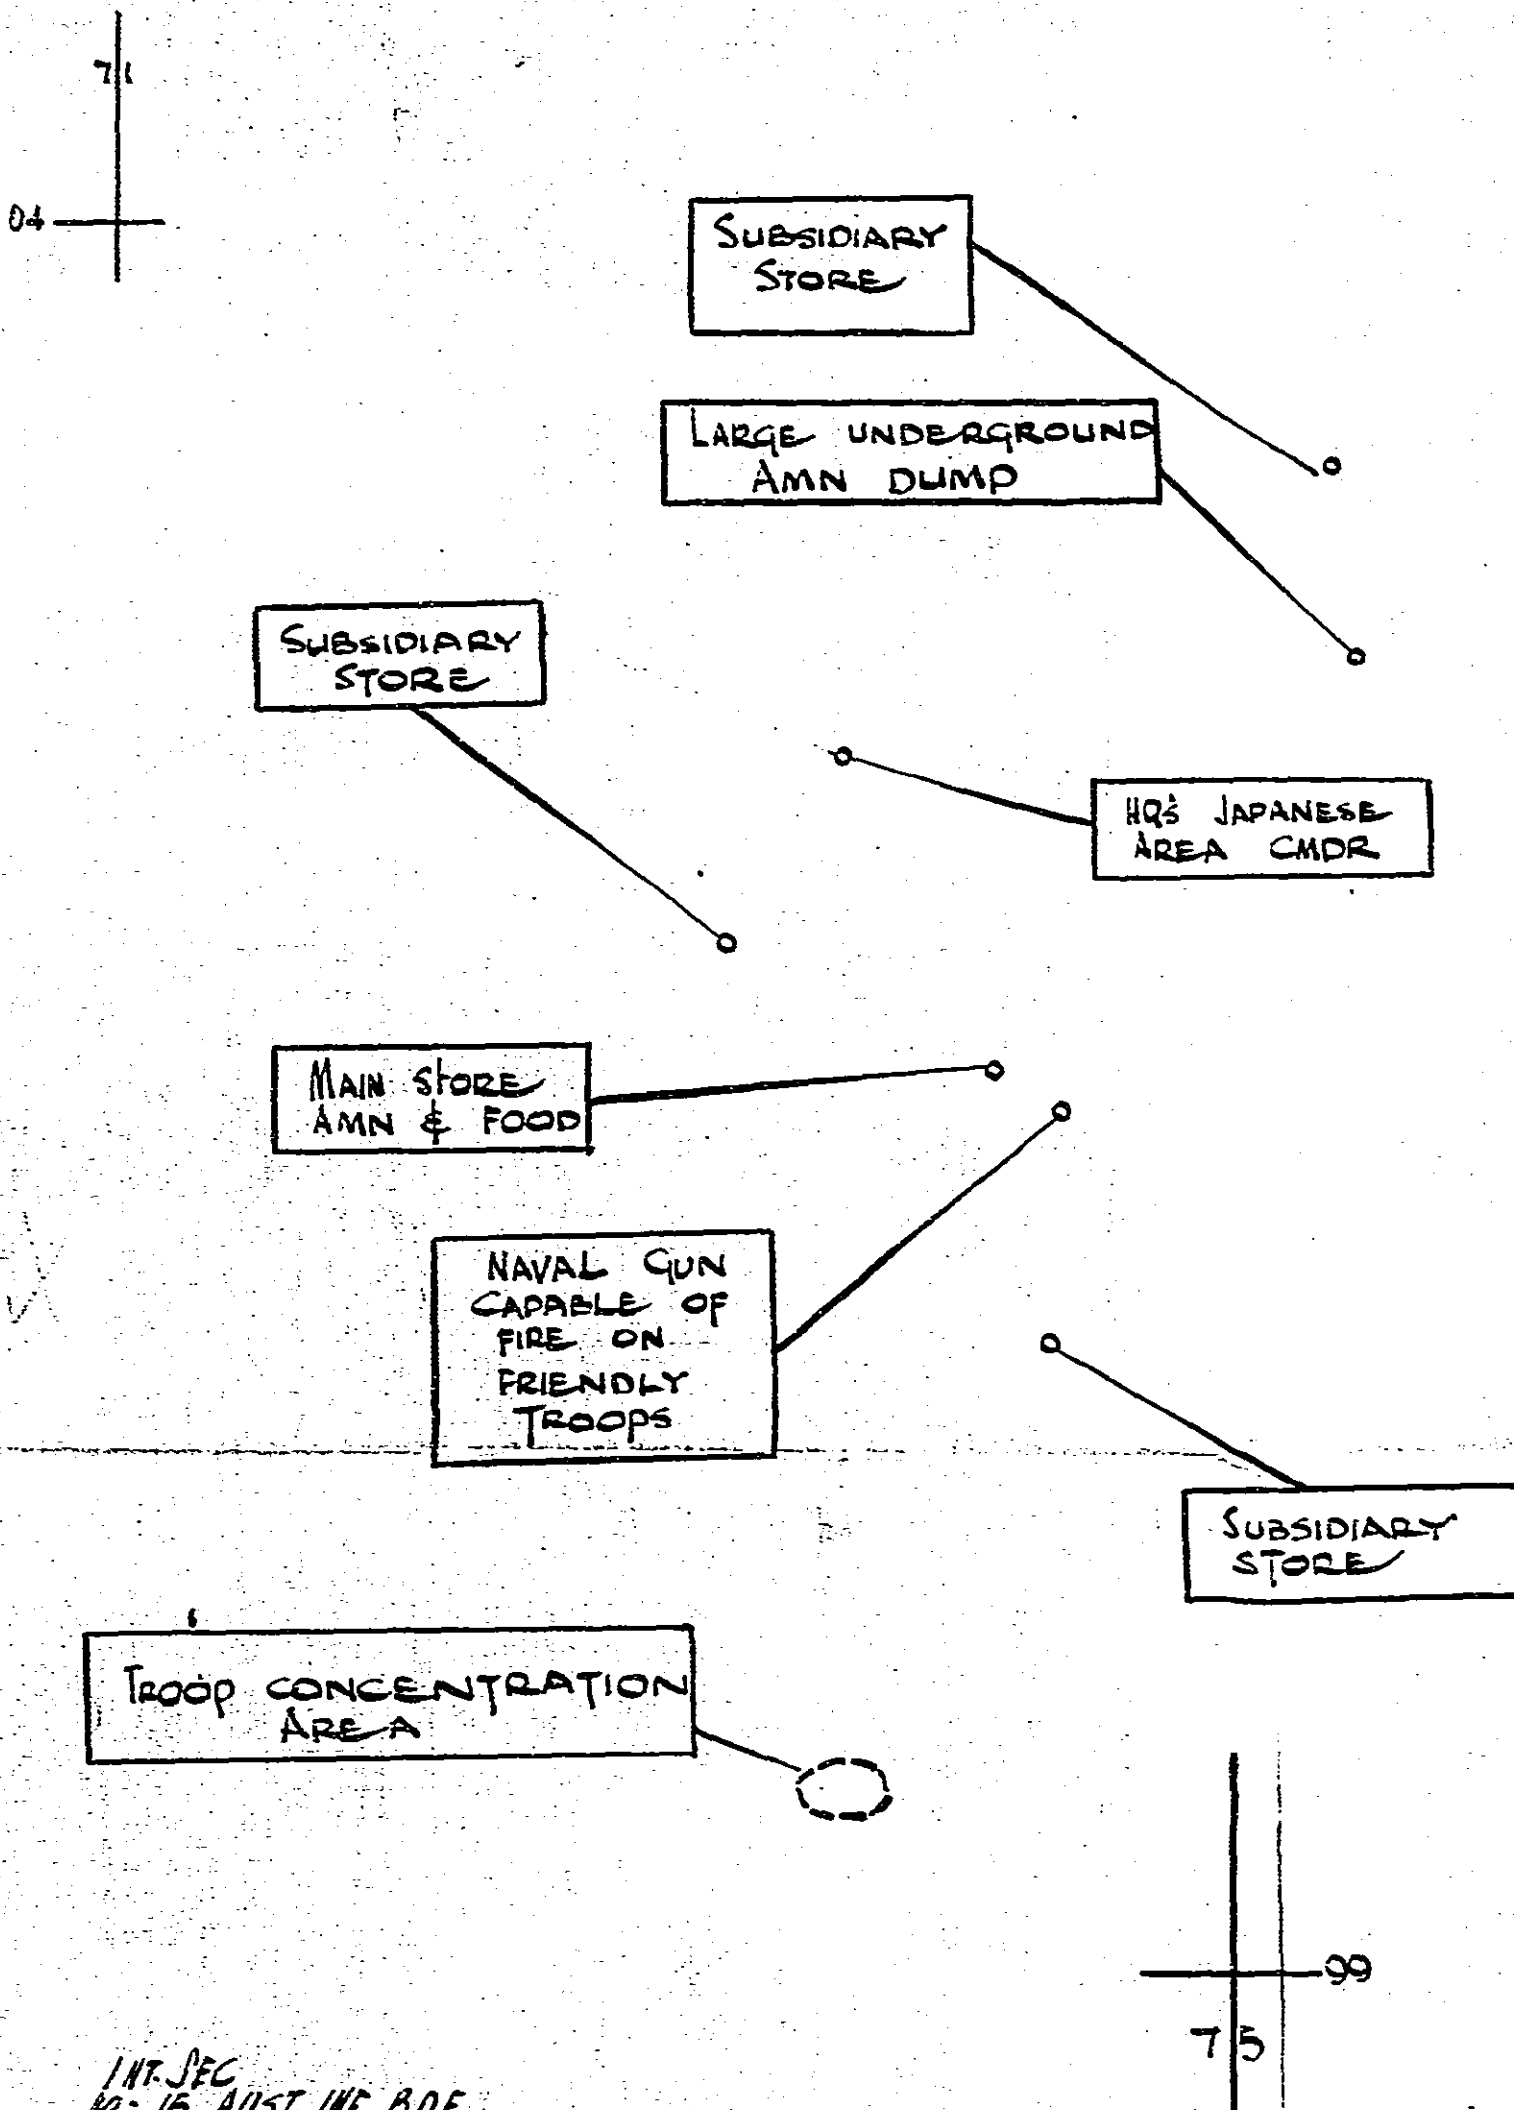 71
04
SUBSIDIARY
STORE
LARGE UNDERGROUND
AMN DUMP
SUBSIDIARY
STORE
HQ's JAPANESE
AREA CMDR
MAIN STORE
AMN & FOOD
NAVAL GUN
CAPABLE OF
FIRE ON
FRIENDLY
TROOPS
SUBSIDIARY
STORE
TROOP CONCENTRATION
AREA
99
75
INT. SEC
15 AUST INF BDE